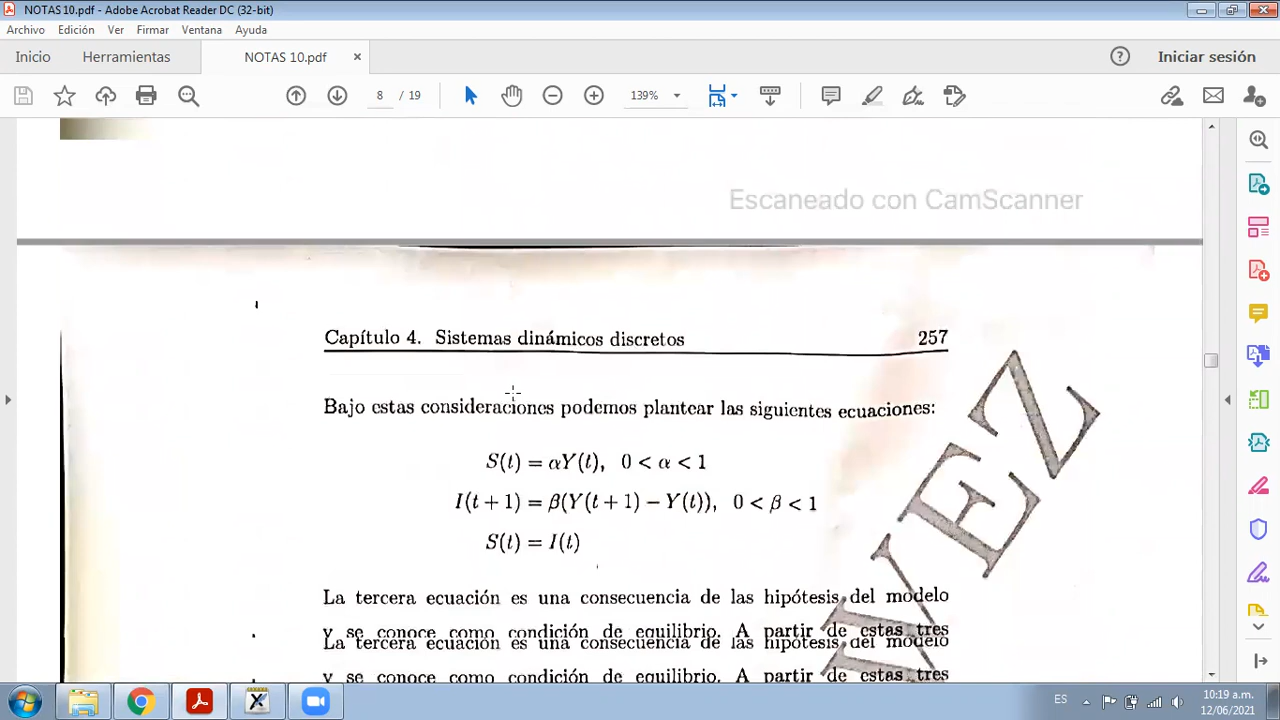 NOTAS 10.pdf - Adobe Acrobat Reader DC (32-bit)
Archivo Edición Ver Firmar Ventana Ayuda
Inicio Herramientas NOTAS 10.pdf × Iniciar sesión
8 / 19 139%
Escaneado con CamScanner
Capítulo 4. Sistemas dinámicos discretos 257
Bajo estas consideraciones podemos plantear las siguientes ecuaciones:
S(t) = αY(t), 0 < α < 1
I(t + 1) = β(Y(t + 1) − Y(t)), 0 < β < 1
S(t) = I(t)
La tercera ecuación es una consecuencia de las hipótesis del modelo
y se conoce como condición de equilibrio. A partir de estas tres
La tercera ecuación es una consecuencia de las hipótesis del modelo
y se conoce como condición de equilibrio. A partir de estas tres
VEZ
ES 10:19 a.m.
12/06/2021